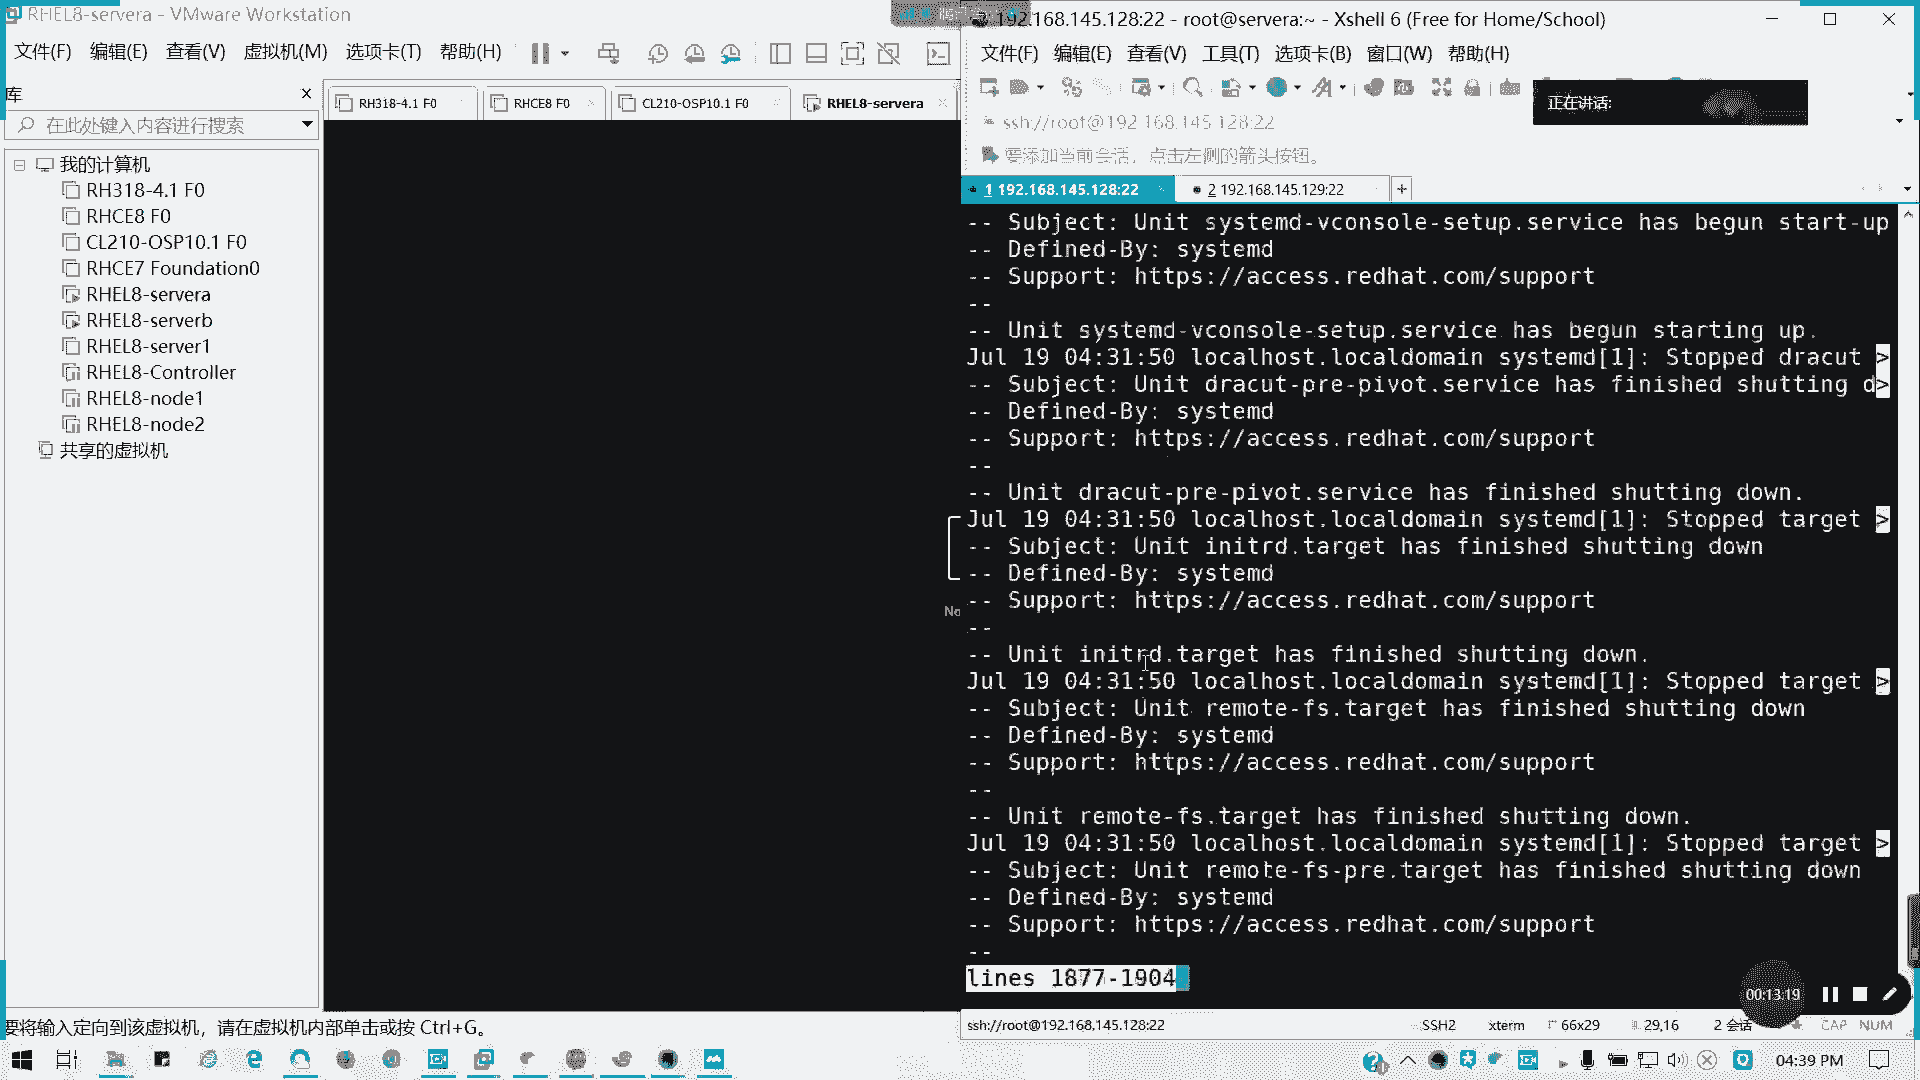 RHEL8-servera - VMware Workstation
文件(F) 编辑(E) 查看(V) 虚拟机(M) 选项卡(T) 帮助(H)
库
在此处键入内容进行搜索
我的计算机
RH318-4.1 F0
RHCE8 F0
CL210-OSP10.1 F0
RHCE7 Foundation0
RHEL8-servera
RHEL8-serverb
RHEL8-server1
RHEL8-Controller
RHEL8-node1
RHEL8-node2
共享的虚拟机
RH318-4.1 F0
RHCE8 F0
CL210-OSP10.1 F0
RHEL8-servera
No
要将输入定向到该虚拟机，请在虚拟机内部单击或按 Ctrl+G。
192.168.145.128:22 - root@servera:~ - Xshell 6 (Free for Home/School)
文件(F) 编辑(E) 查看(V) 工具(T) 选项卡(B) 窗口(W) 帮助(H)
正在讲话:
ssh://root@192.168.145.128:22
要添加当前会话，点击左侧的箭头按钮。
1 192.168.145.128:22
2 192.168.145.129:22
-- Subject: Unit systemd-vconsole-setup.service has begun start-up
-- Defined-By: systemd
-- Support: https://access.redhat.com/support
--
-- Unit systemd-vconsole-setup.service has begun starting up.
Jul 19 04:31:50 localhost.localdomain systemd[1]: Stopped dracut >
-- Subject: Unit dracut-pre-pivot.service has finished shutting d>
-- Defined-By: systemd
-- Support: https://access.redhat.com/support
--
-- Unit dracut-pre-pivot.service has finished shutting down.
Jul 19 04:31:50 localhost.localdomain systemd[1]: Stopped target >
-- Subject: Unit initrd.target has finished shutting down
-- Defined-By: systemd
-- Support: https://access.redhat.com/support
--
-- Unit initrd.target has finished shutting down.
Jul 19 04:31:50 localhost.localdomain systemd[1]: Stopped target >
-- Subject: Unit remote-fs.target has finished shutting down
-- Defined-By: systemd
-- Support: https://access.redhat.com/support
--
-- Unit remote-fs.target has finished shutting down.
Jul 19 04:31:50 localhost.localdomain systemd[1]: Stopped target >
-- Subject: Unit remote-fs-pre.target has finished shutting down
-- Defined-By: systemd
-- Support: https://access.redhat.com/support
--
lines 1877-1904
00:13:19
ssh://root@192.168.145.128:22
SSH2
xterm
66x29
29,16
2 会话
CAP
NUM
04:39 PM